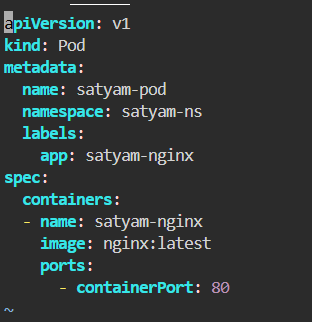 apiVersion: v1
kind: Pod
metadata:
  name: satyam-pod
  namespace: satyam-ns
  labels:
    app: satyam-nginx
spec:
  containers:
  - name: satyam-nginx
    image: nginx:latest
    ports:
      - containerPort: 80
~